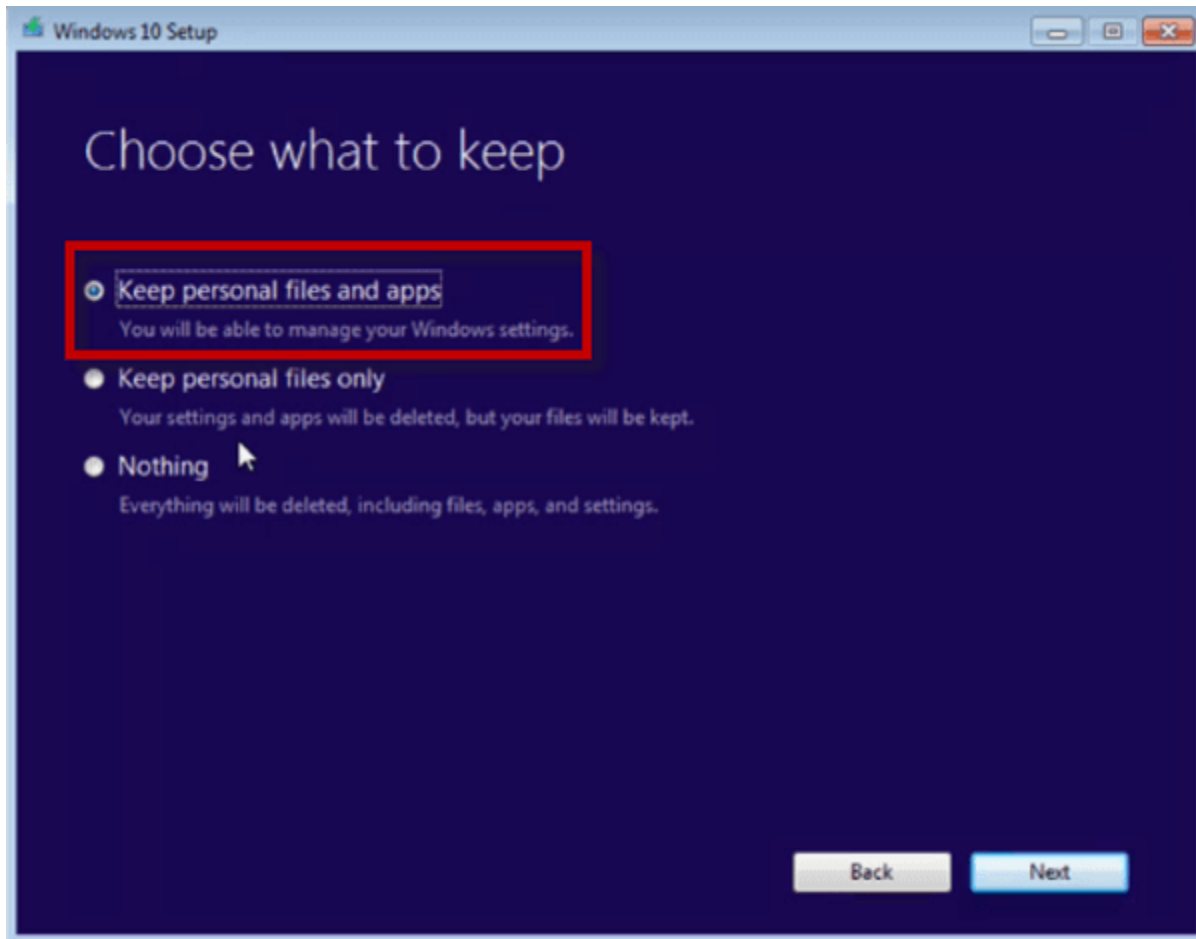 Windows 10 Setup
Choose what to keep
Keep personal files and apps
You will be able to manage your Windows settings.
Keep personal files only
Your settings and apps will be deleted, but your files will be kept.
Nothing
Everything will be deleted, including files, apps, and settings.
Back
Next